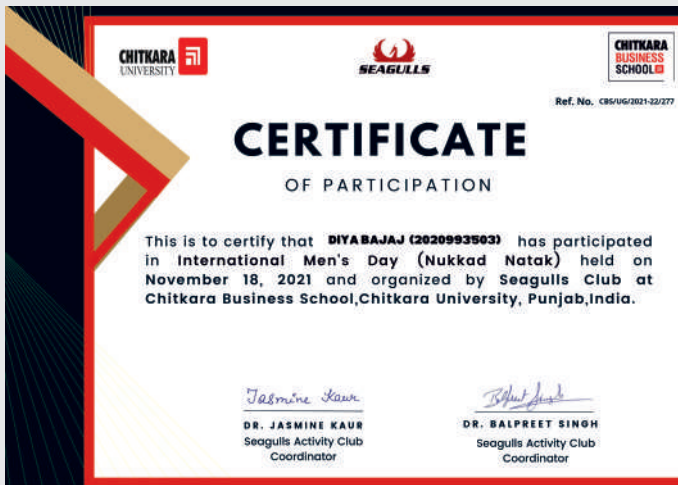 CHITKARA
UNIVERSITY
SEAGULLS
CHITKARA
BUSINESS
SCHOOL
Ref. No. CBS/UG/2021-22/277
CERTIFICATE
OF PARTICIPATION
This is to certify that DIYA BAJAJ (2020993503) has participated
in International Men's Day (Nukkad Natak) held on
November 18, 2021 and organized by Seagulls Club at
Chitkara Business School,Chitkara University, Punjab,India.
Jasmine Kaur
DR. JASMINE KAUR
Seagulls Activity Club
Coordinator
Balpreet Singh
DR. BALPREET SINGH
Seagulls Activity Club
Coordinator